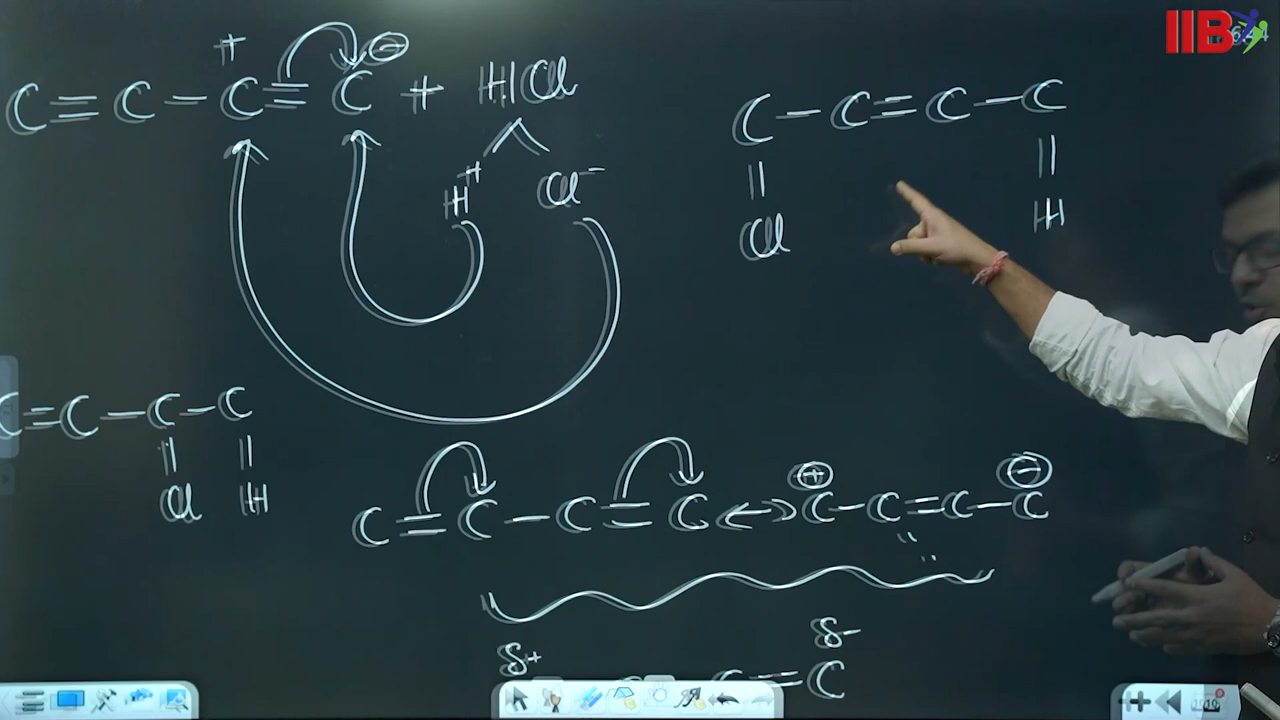 IIB
C=C-C=C + HCl
+
⊖
H+ Cl-
C-C=C-C
Cl H
C=C-C-C
Cl H
C=C-C=C ↔ C-C=C-C
⊕ ⊖
δ+ δ-
C=C